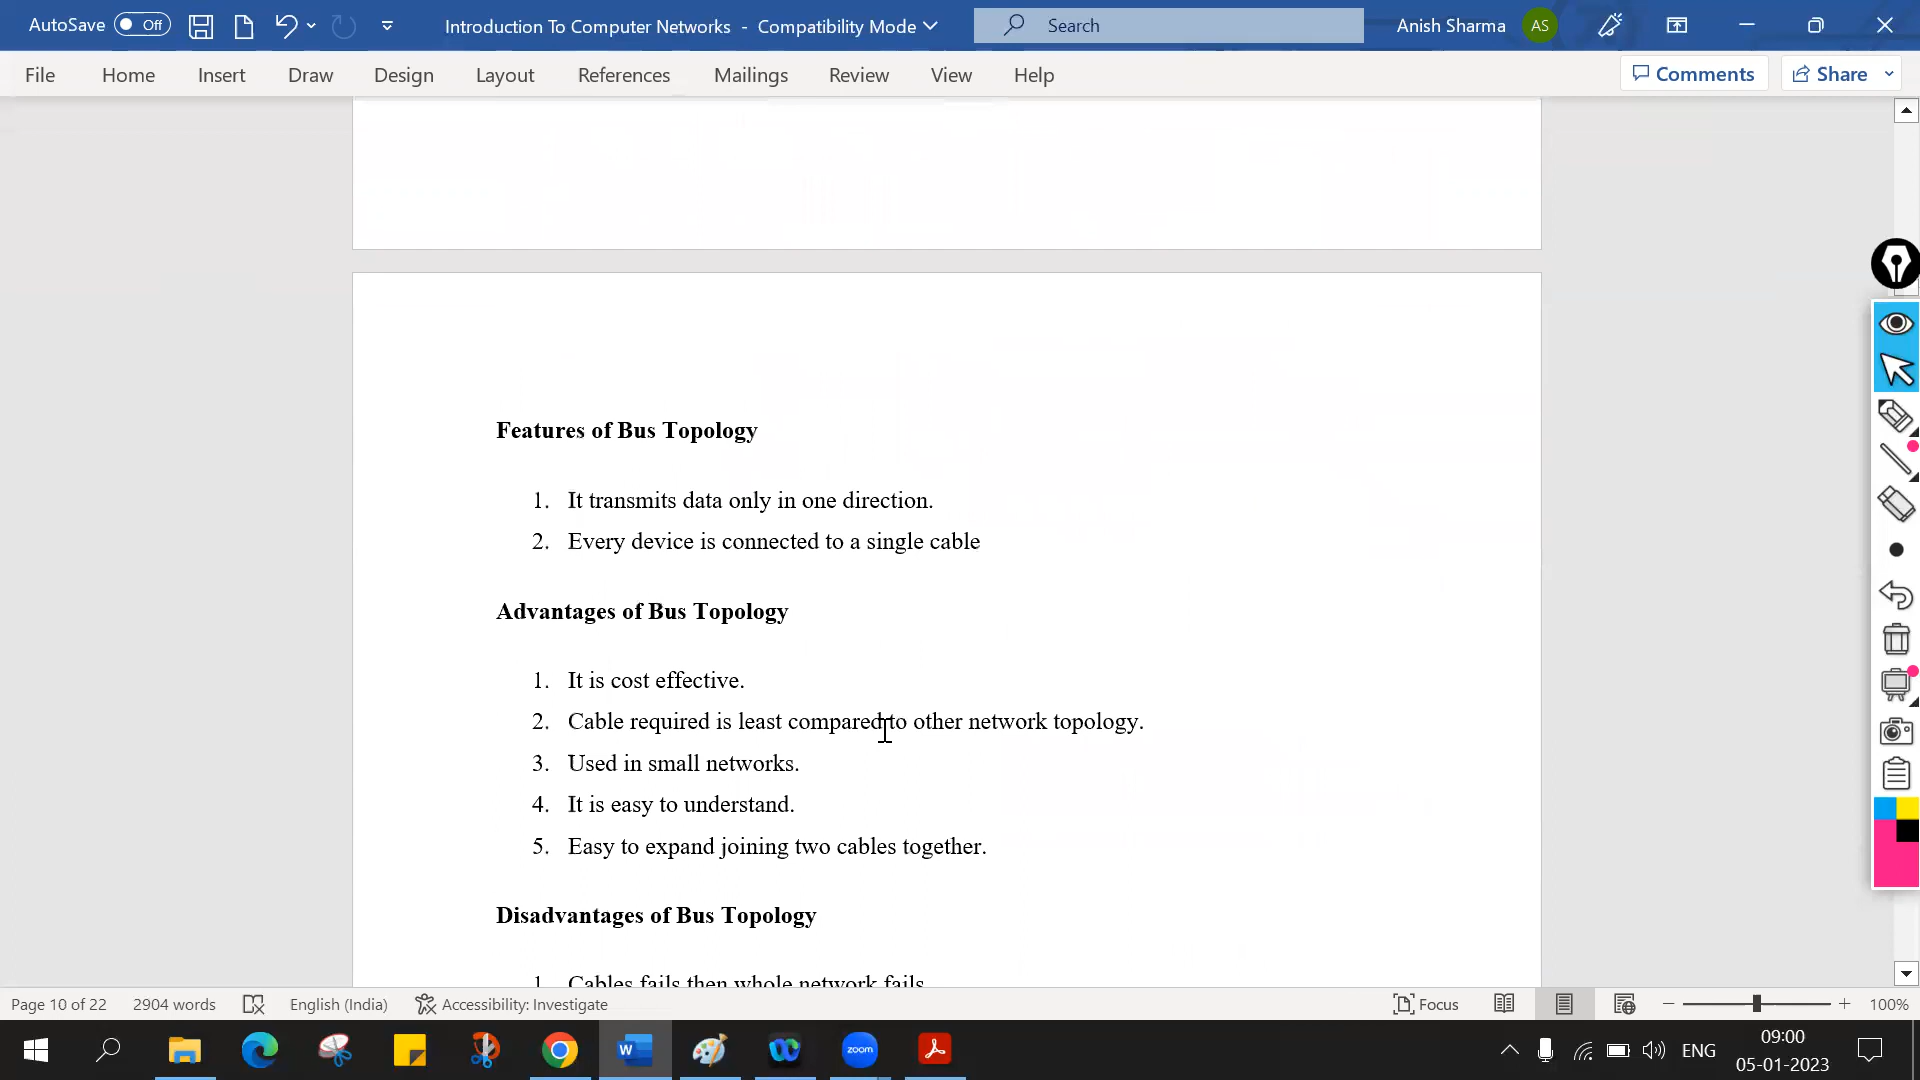 AutoSave Off Introduction To Computer Networks - Compatibility Mode Search Anish Sharma AS
File Home Insert Draw Design Layout References Mailings Review View Help Comments Share
Features of Bus Topology
1. It transmits data only in one direction.
2. Every device is connected to a single cable
Advantages of Bus Topology
1. It is cost effective.
2. Cable required is least compared to other network topology.
3. Used in small networks.
4. It is easy to understand.
5. Easy to expand joining two cables together.
Disadvantages of Bus Topology
1. Cables fails then whole network fails
Page 10 of 22 2904 words English (India) Accessibility: Investigate Focus 100%
W zoom ENG 09:00
05-01-2023